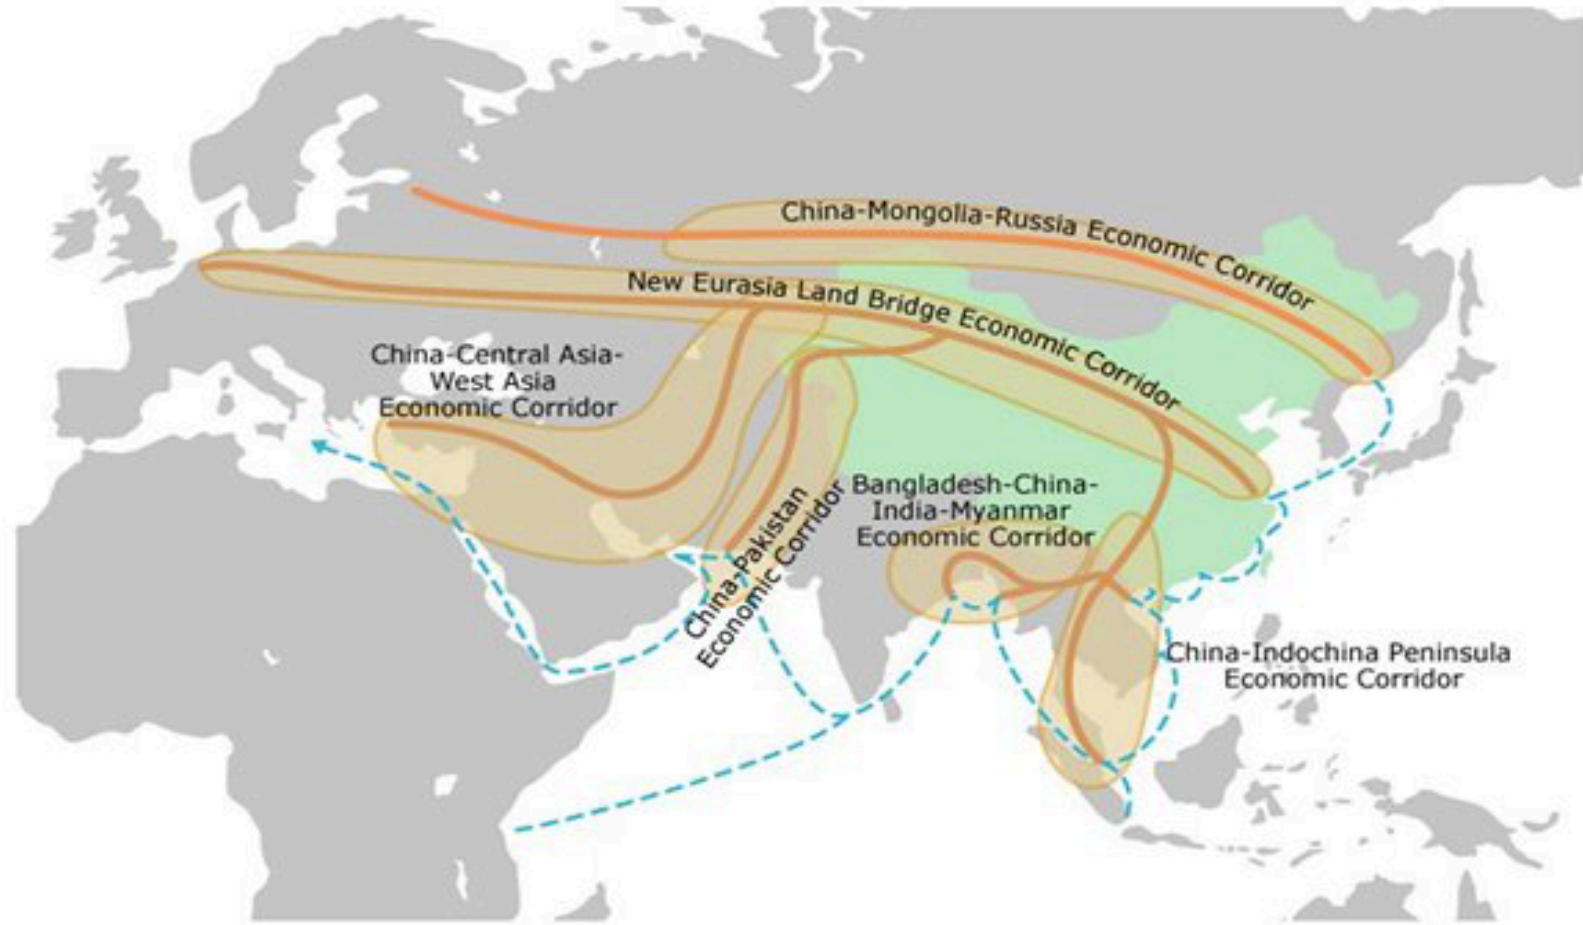 China-Mongolia-Russia Economic Corridor
New Eurasia Land Bridge Economic Corridor
China-Central Asia-
West Asia
Economic Corridor
China-Pakistan
Economic Corridor
Bangladesh-China-
India-Myanmar
Economic Corridor
China-Indochina Peninsula
Economic Corridor